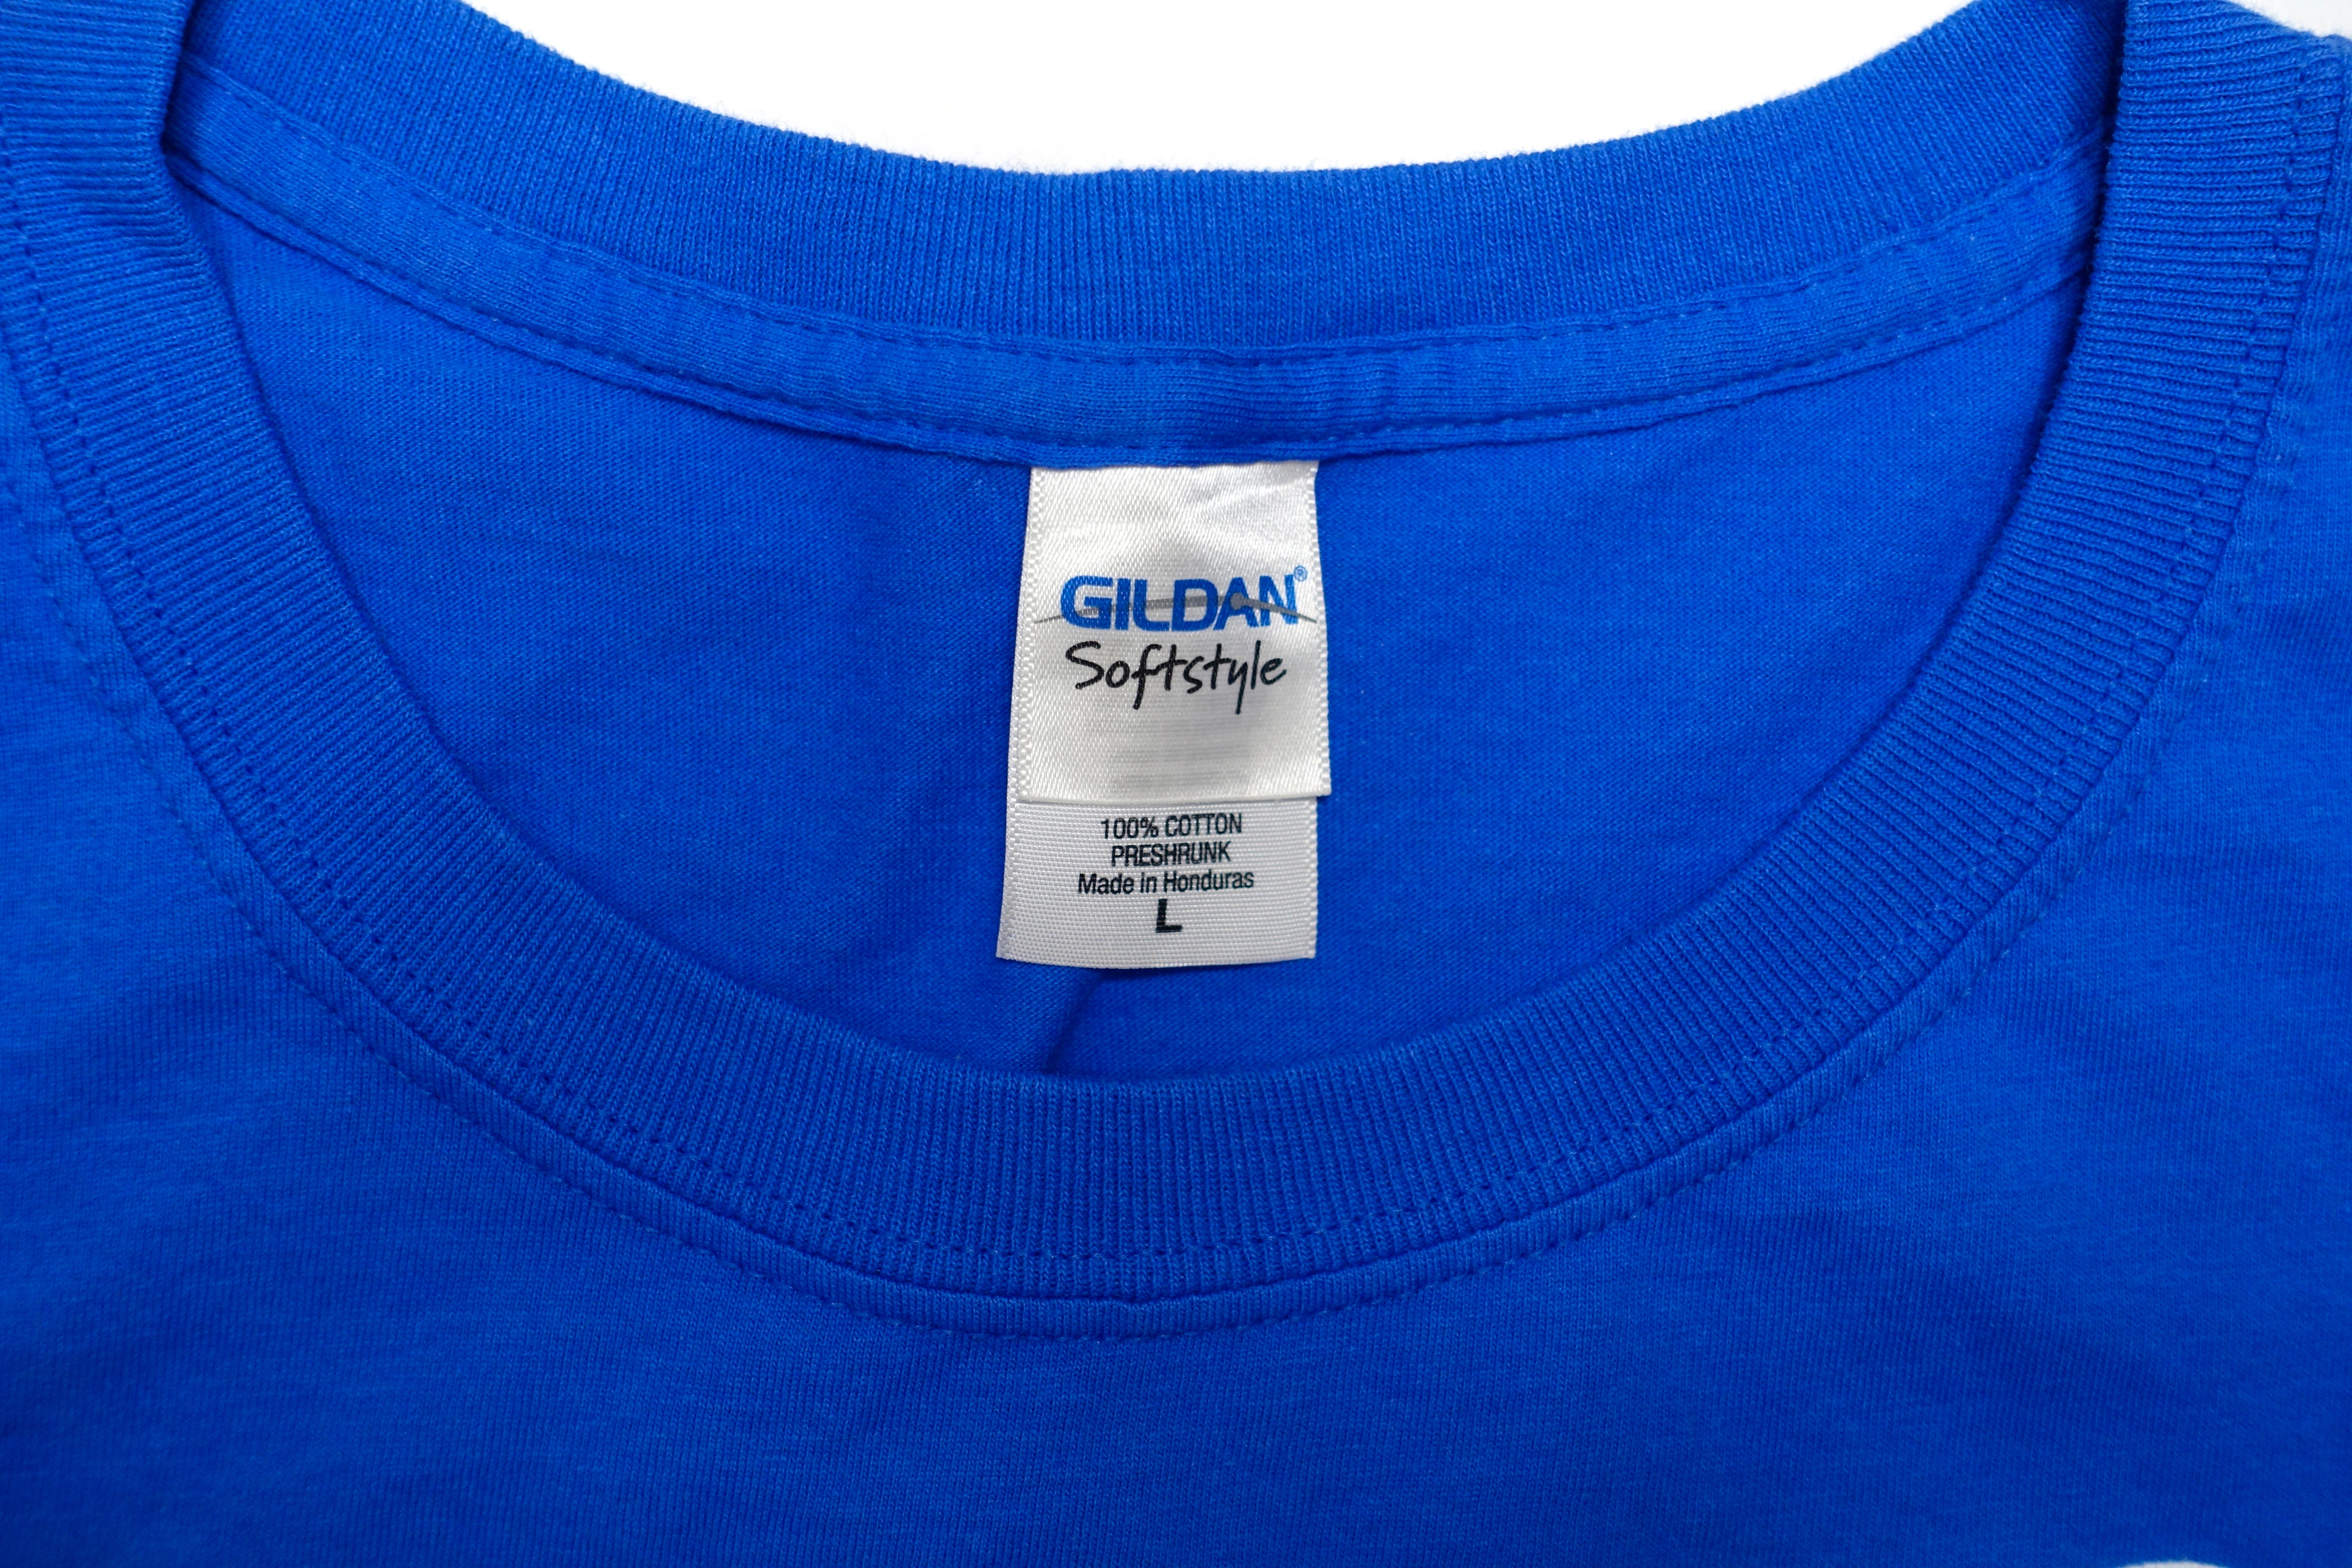 GILDAN®
Softstyle
100% COTTON
PRESHRUNK
Made in Honduras
L